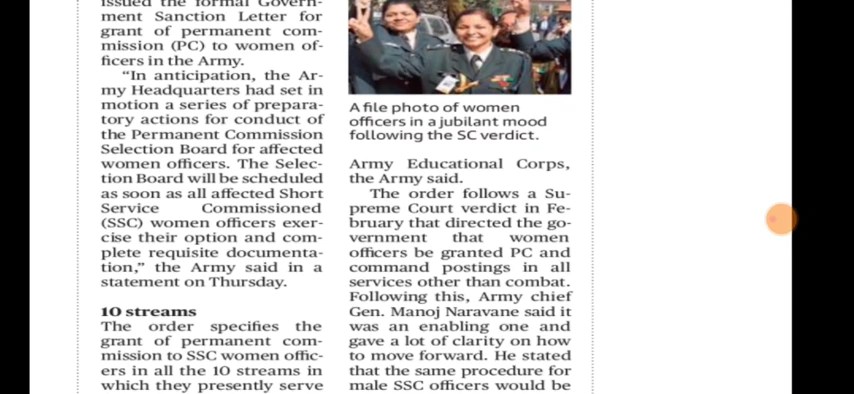 issued the formal Govern-
ment Sanction Letter for
grant of permanent com-
mission (PC) to women of-
ficers in the Army.
“In anticipation, the Ar-
my Headquarters had set in
motion a series of prepara-
tory actions for conduct of
the Permanent Commission
Selection Board for affected
women officers. The Selec-
tion Board will be scheduled
as soon as all affected Short
Service Commissioned
(SSC) women officers exer-
cise their option and com-
plete requisite documenta-
tion,” the Army said in a
statement on Thursday.
10 streams
The order specifies the
grant of permanent com-
mission to SSC women offic-
ers in all the 10 streams in
which they presently serve
A file photo of women
officers in a jubilant mood
following the SC verdict.
Army Educational Corps,
the Army said.
The order follows a Su-
preme Court verdict in Fe-
bruary that directed the go-
vernment that women
officers be granted PC and
command postings in all
services other than combat.
Following this, Army chief
Gen. Manoj Naravane said it
was an enabling one and
gave a lot of clarity on how
to move forward. He stated
that the same procedure for
male SSC officers would be